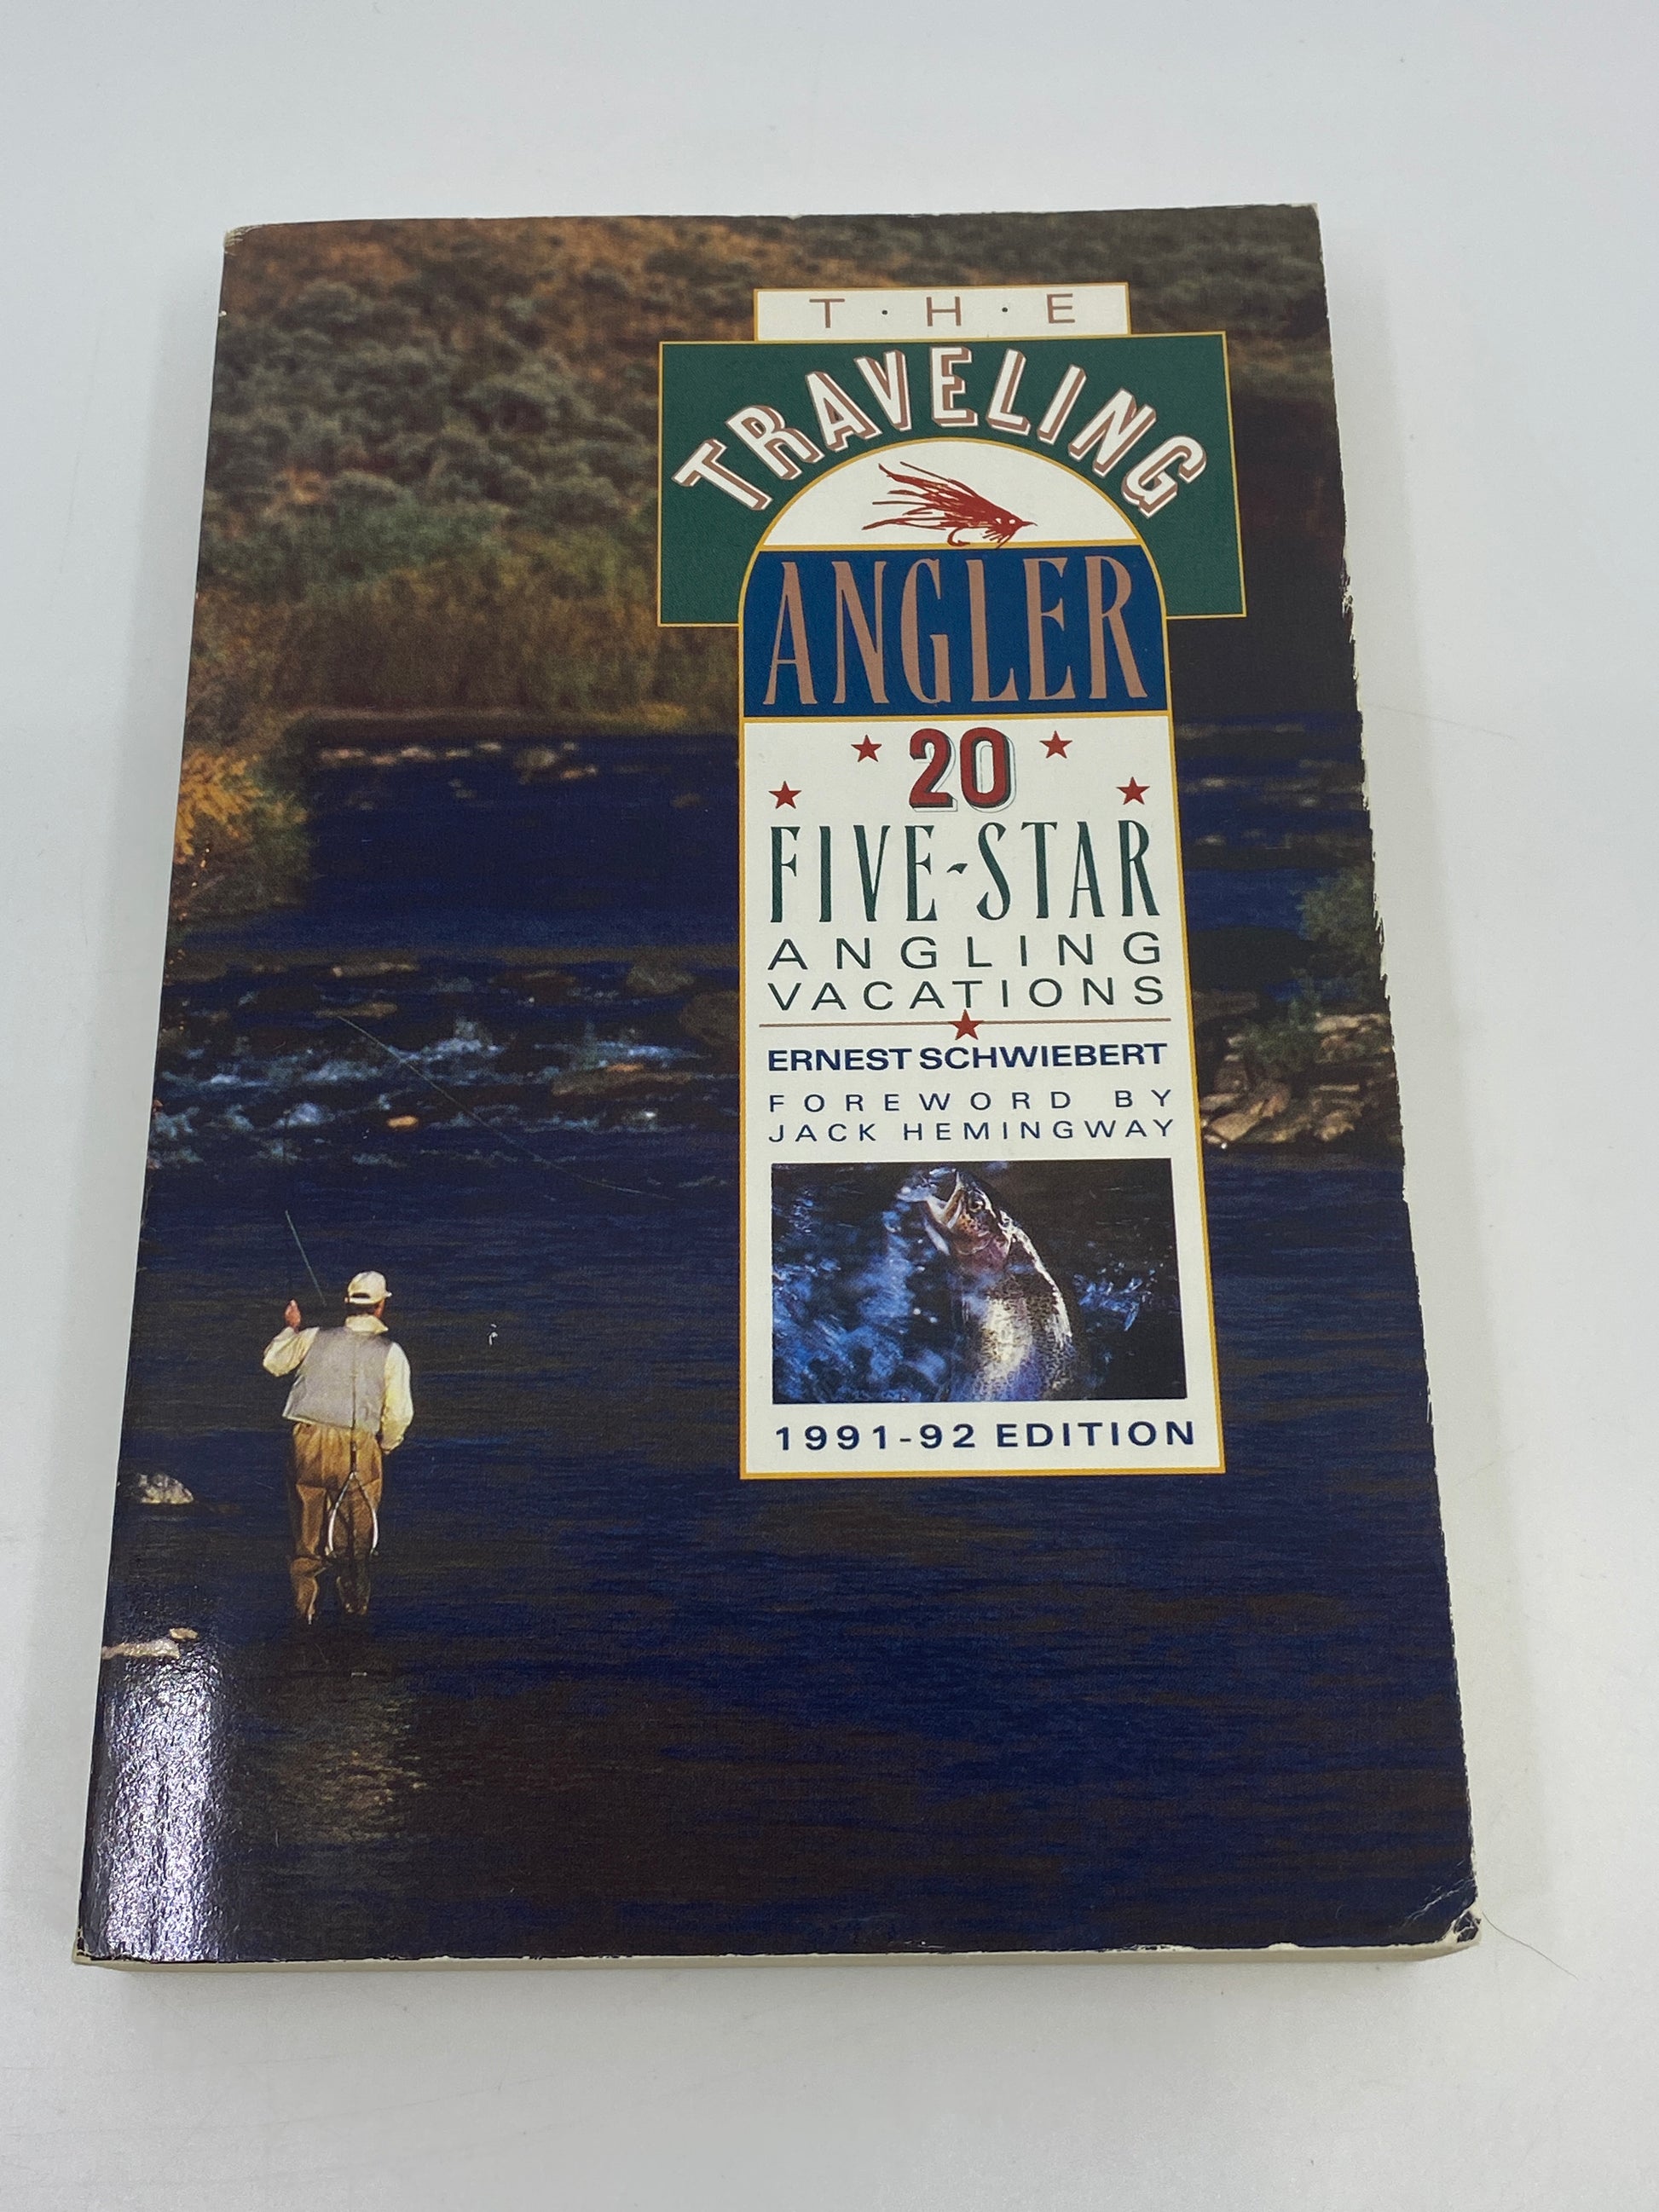 T·H·E
TRAVELING
ANGLER
20
FIVE-STAR
ANGLING
VACATIONS
ERNEST SCHWIEBERT
FOREWORD BY
JACK HEMINGWAY
1991-92 EDITION